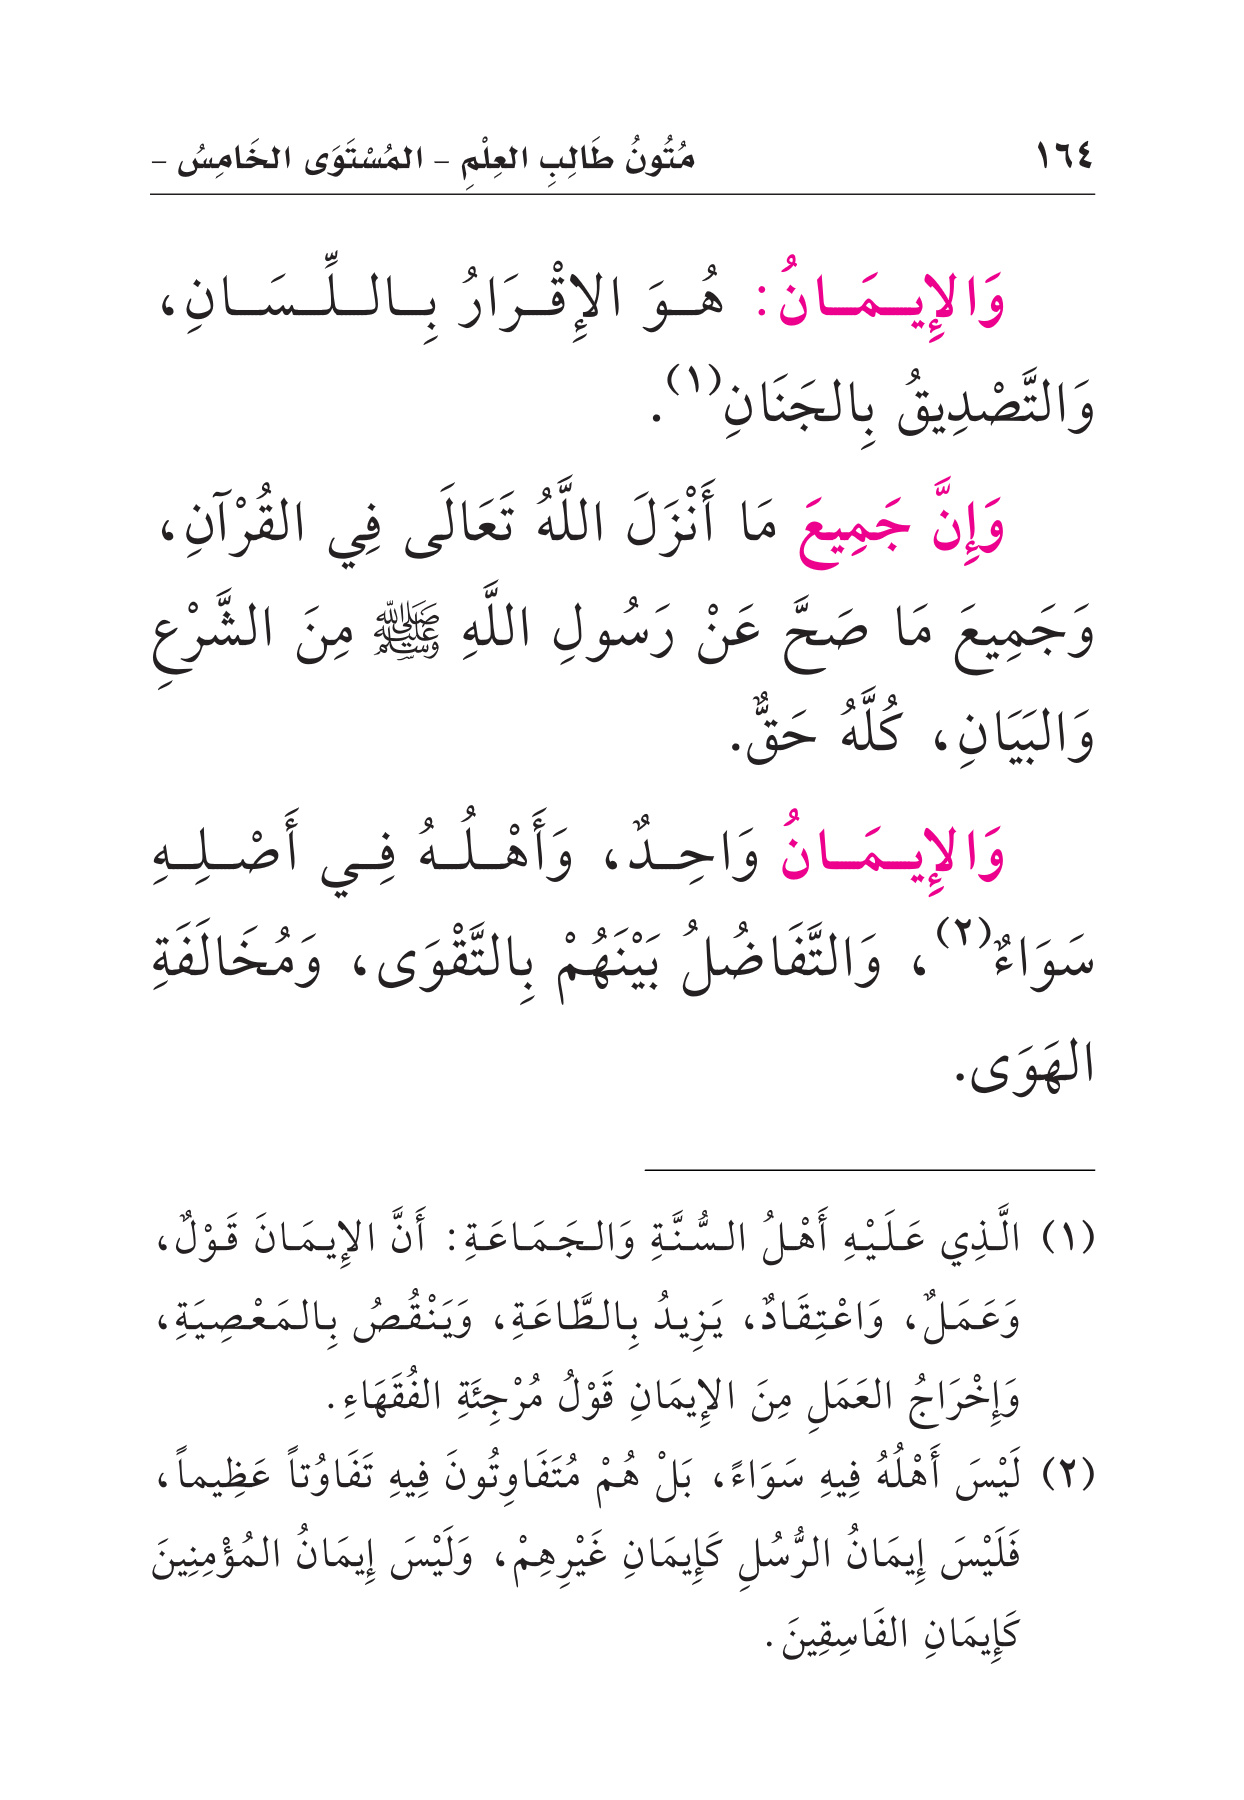 ١٦٤ مُتُونُ طَالِبِ العِلْمِ - المُسْتَوَى الخَامِسُ -
وَالإِيمَانُ: هُوَ الإِقْرَارُ بِاللِّسَانِ،
وَالتَّصْدِيقُ بِالجَنَانِ(١).
وَإِنَّ جَمِيعَ مَا أَنْزَلَ اللَّهُ تَعَالَى فِي القُرْآنِ،
وَجَمِيعَ مَا صَحَّ عَنْ رَسُولِ اللَّهِ ﷺ مِنَ الشَّرْعِ
وَالبَيَانِ، كُلَّهُ حَقٌّ.
وَالإِيمَانُ وَاحِدٌ، وَأَهْلُهُ فِي أَصْلِهِ
سَوَاءٌ(٢)، وَالتَّفَاضُلُ بَيْنَهُمْ بِالتَّقْوَى، وَمُخَالَفَةِ
الهَوَى.
(١) الَّذِي عَلَيْهِ أَهْلُ السُّنَّةِ وَالجَمَاعَةِ: أَنَّ الإِيمَانَ قَوْلٌ،
وَعَمَلٌ، وَاعْتِقَادٌ، يَزِيدُ بِالطَّاعَةِ، وَيَنْقُصُ بِالمَعْصِيَةِ،
وَإِخْرَاجُ العَمَلِ مِنَ الإِيمَانِ قَوْلُ مُرْجِئَةِ الفُقَهَاءِ.
(٢) لَيْسَ أَهْلُهُ فِيهِ سَوَاءً، بَلْ هُمْ مُتَفَاوِتُونَ فِيهِ تَفَاوُتاً عَظِيماً،
فَلَيْسَ إِيمَانُ الرُّسُلِ كَإِيمَانِ غَيْرِهِمْ، وَلَيْسَ إِيمَانُ المُؤْمِنِينَ
كَإِيمَانِ الفَاسِقِينَ.